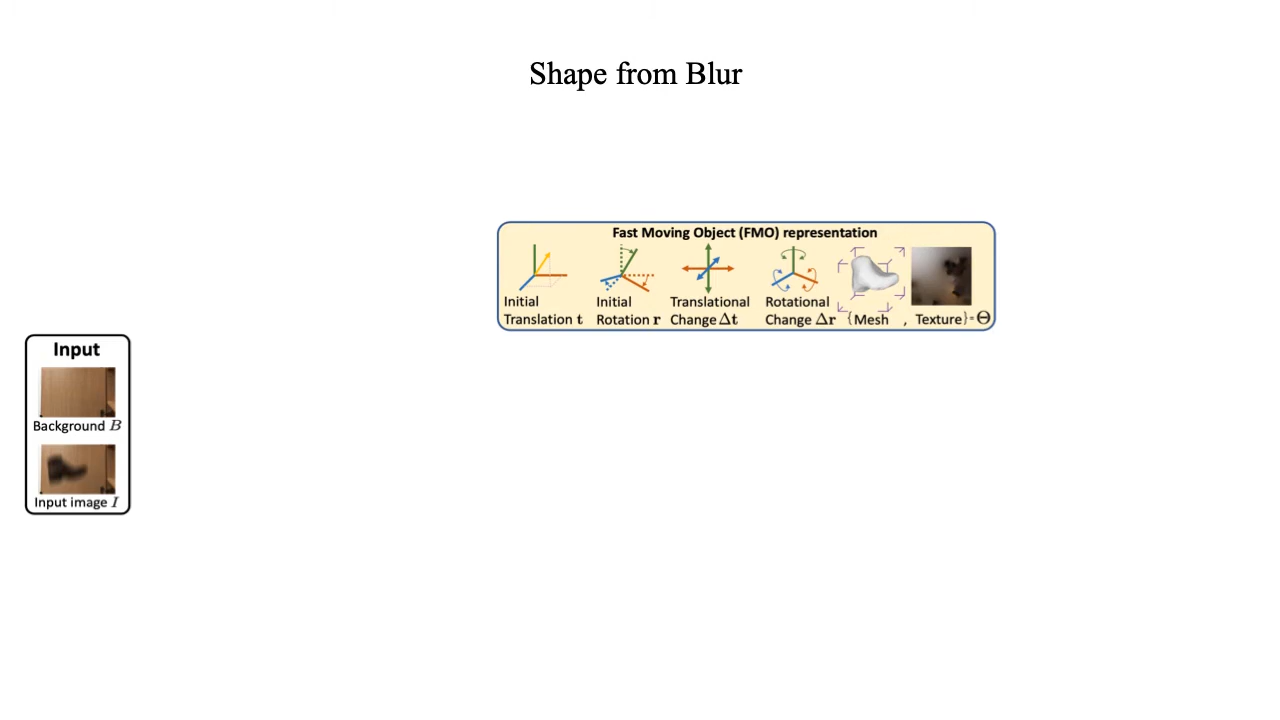 Shape from Blur
Fast Moving Object (FMO) representation
Initial Translation t
Initial Rotation r
Translational Change Δt
Rotational Change Δr
{Mesh , Texture}=Θ
Input
Background B
Input image I